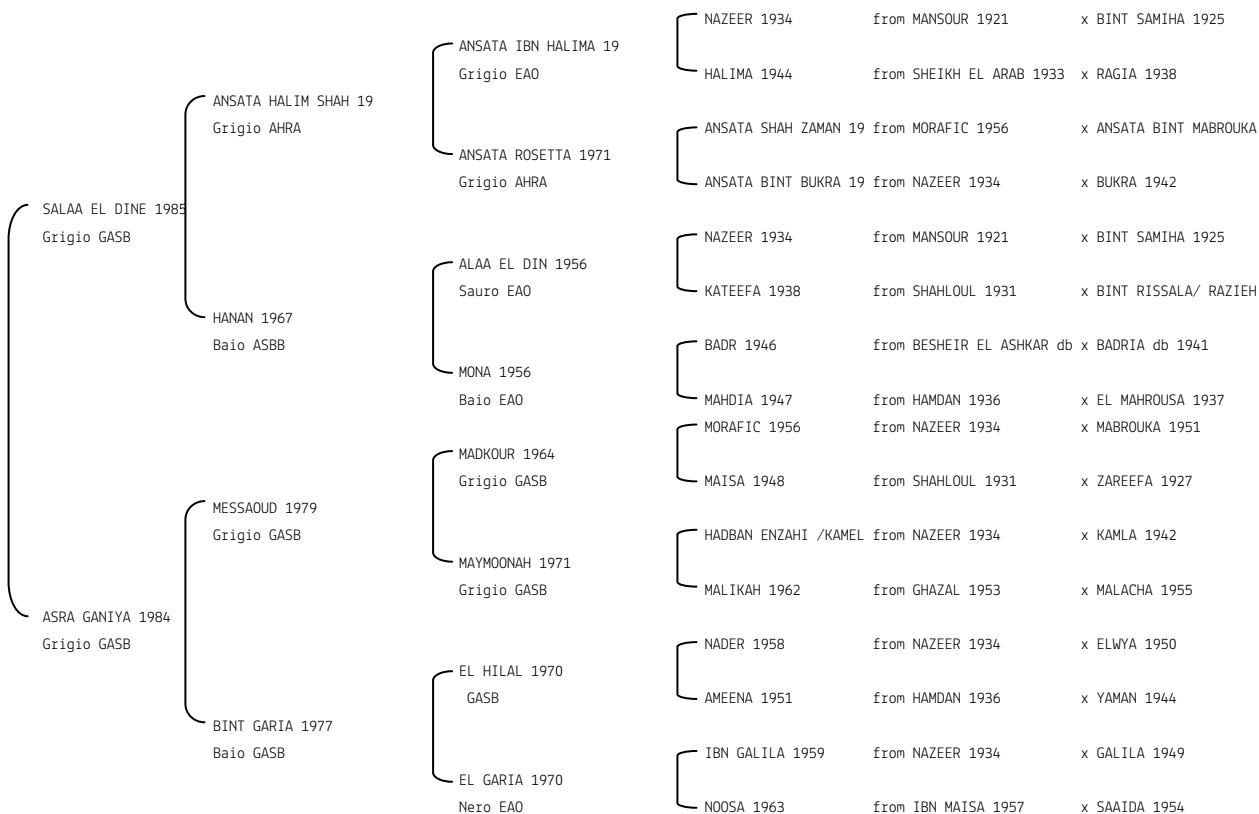 NAZEER 1934 from MANSOUR 1921 x BINT SAMIHA 1925
ANSATA IBN HALIMA 19
Grigio EAO
HALIMA 1944 from SHEIKH EL ARAB 1933 x RAGIA 1938
ANSATA HALIM SHAH 19
Grigio AHRA
ANSATA SHAH ZAMAN 19 from MORAFIC 1956 x ANSATA BINT MABROUKA
ANSATA ROSETTA 1971
Grigio AHRA
ANSATA BINT BUKRA 19 from NAZEER 1934 x BUKRA 1942
SALAA EL DINE 1985
Grigio GASB
NAZEER 1934 from MANSOUR 1921 x BINT SAMIHA 1925
ALAA EL DIN 1956
Sauro EAO
KATEEFA 1938 from SHAHLOUL 1931 x BINT RISSALA/ RAZIEH
HANAN 1967
Baio ASBB
BADR 1946 from BESHEIR EL ASHKAR db x BADRIA db 1941
MONA 1956
Baio EAO
MAHDIA 1947 from HAMDAN 1936 x EL MAHROUSA 1937
MORAFIC 1956 from NAZEER 1934 x MABROUKA 1951
MADKOUR 1964
Grigio GASB
MAISA 1948 from SHAHLOUL 1931 x ZAREEFA 1927
MESSAOUD 1979
Grigio GASB
HADBAN ENZAHI /KAMEL from NAZEER 1934 x KAMLA 1942
MAYMOONAH 1971
Grigio GASB
MALIKAH 1962 from GHAZAL 1953 x MALACHA 1955
ASRA GANIYA 1984
Grigio GASB
NADER 1958 from NAZEER 1934 x ELWYA 1950
EL HILAL 1970
GASB
AMEENA 1951 from HAMDAN 1936 x YAMAN 1944
BINT GARIA 1977
Baio GASB
IBN GALILA 1959 from NAZEER 1934 x GALILA 1949
EL GARIA 1970
Nero EAO
NOOSA 1963 from IBN MAISA 1957 x SAAIDA 1954